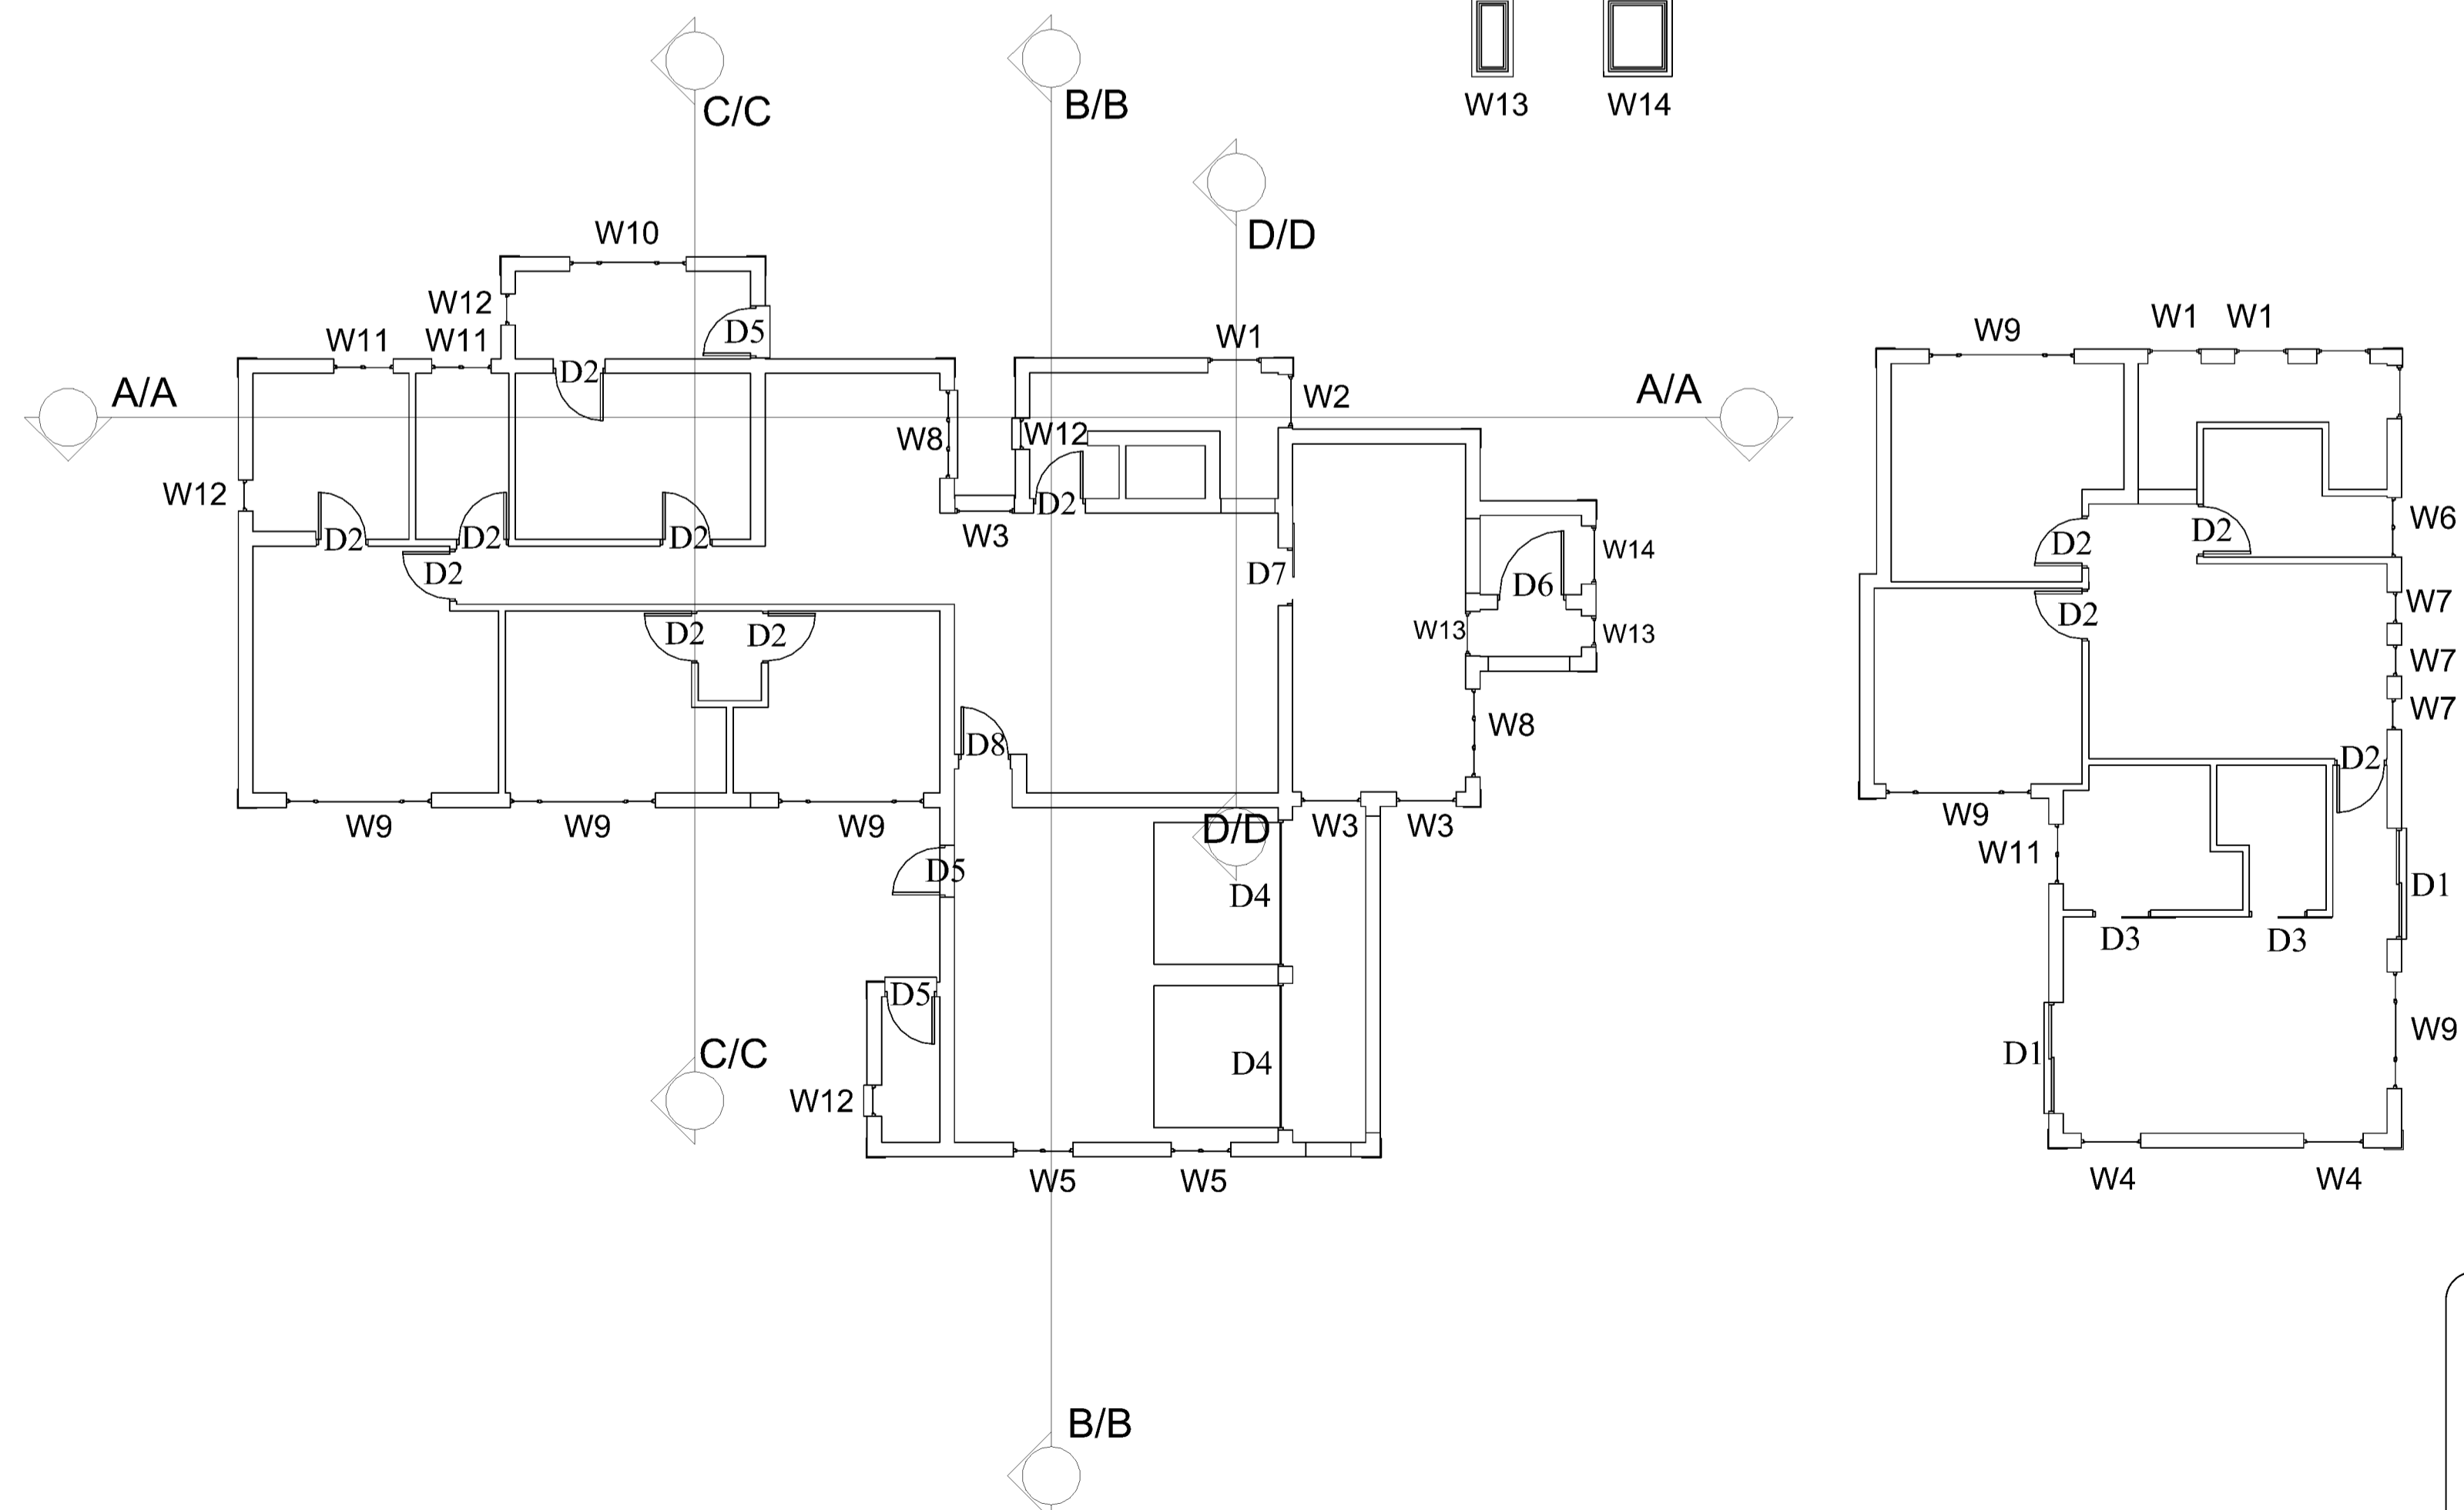 W13 W14
C/C B/B
D/D
W10
W12 D5
W11 W11 W1 W9 W1 W1
D2
A/A W2 A/A
W8 W12
W12 D2 W6
D2 D2 D2 W3 W14 D2 D2
D2 D7 D6
W7
D2 D2 W13 W13 D2
W7
W7
D8 W8 D2
W9 W9 W9 D/D W3 W3 W9
W11
D5 D4 D1
D3 D3
D5
W9
C/C D4 D1
W12
W5 W5 W4 W4
B/B